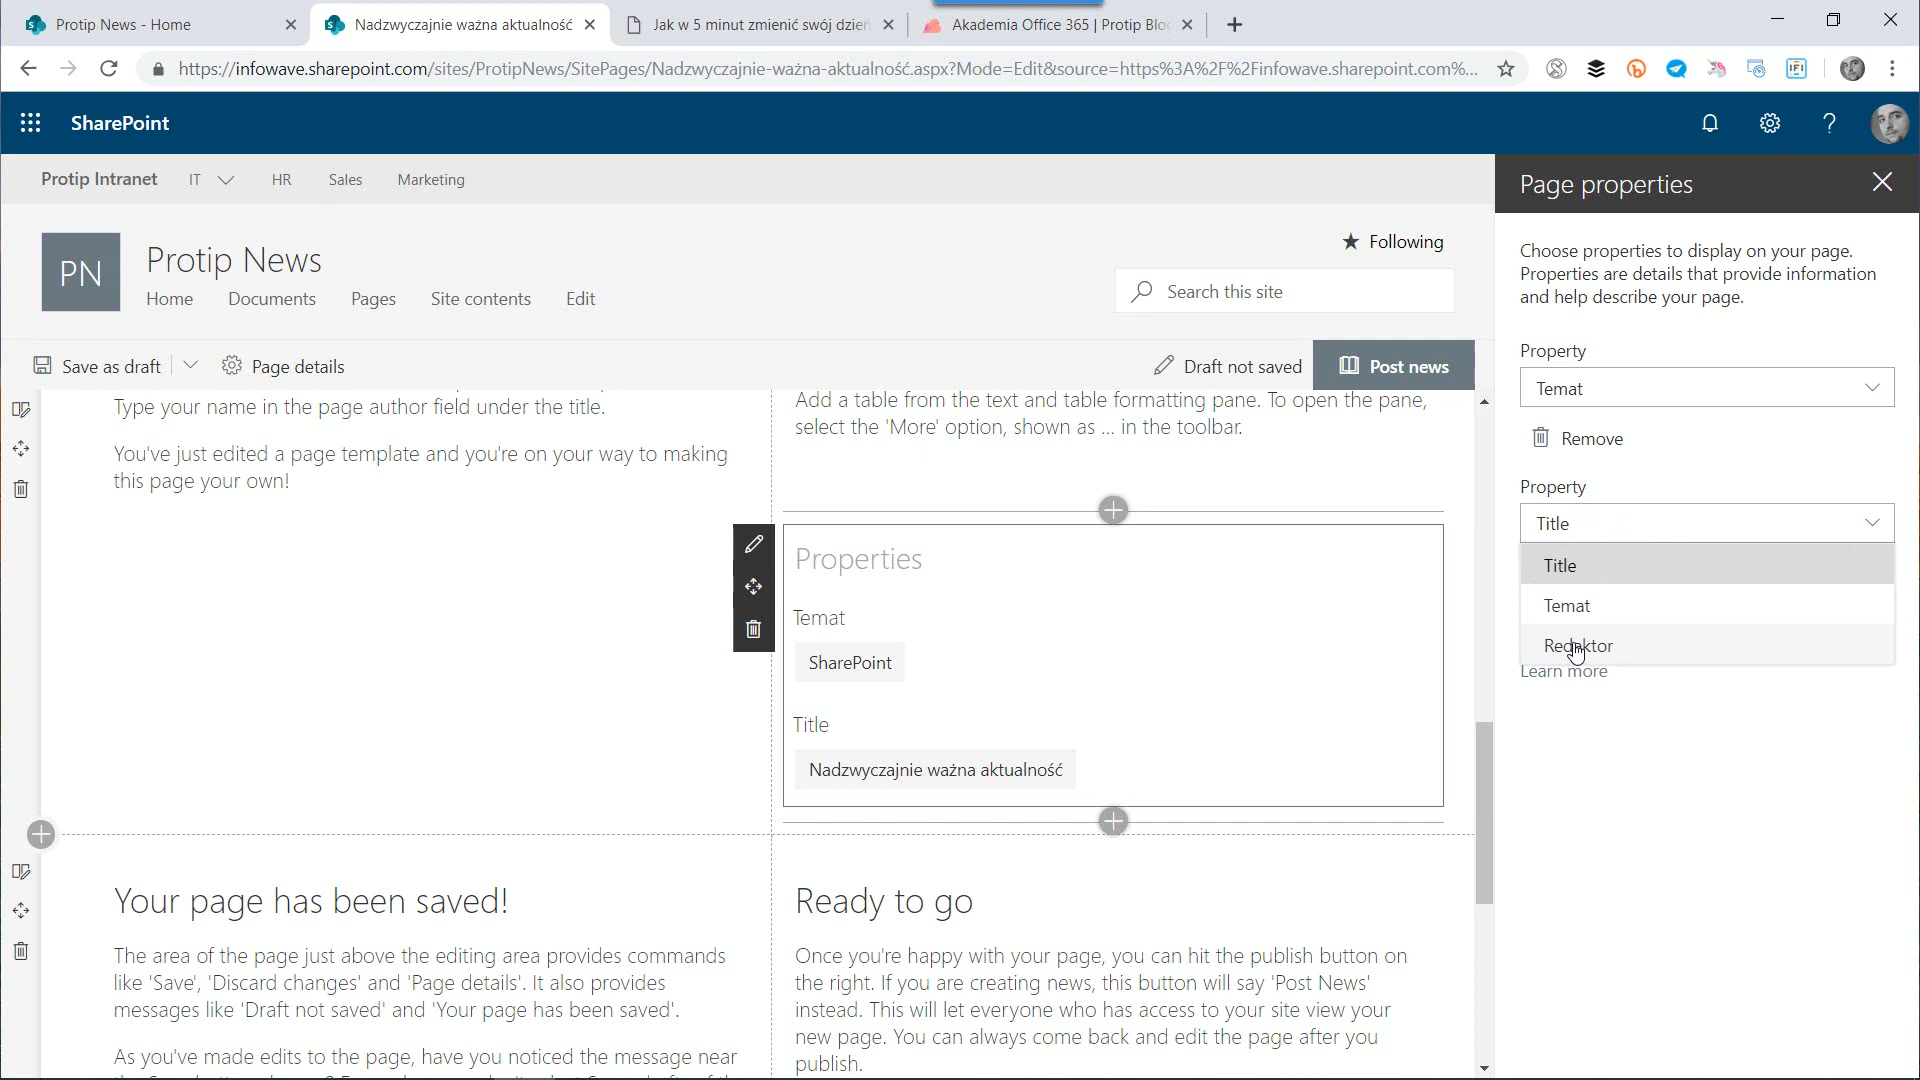 Protip News - Home
Nadzwyczajnie ważna aktualność
Jak w 5 minut zmienić swój dzień
Akademia Office 365 | Protip Blog
https://infowave.sharepoint.com/sites/ProtipNews/SitePages/Nadzwyczajnie-ważna-aktualność.aspx?Mode=Edit&source=https%3A%2F%2Finfowave.sharepoint.com%...
SharePoint
Protip Intranet IT HR Sales Marketing
PN
Protip News
Following
Home Documents Pages Site contents Edit
Search this site
Save as draft
Page details
Draft not saved
Post news
Type your name in the page author field under the title.
You've just edited a page template and you're on your way to making
this page your own!
Add a table from the text and table formatting pane. To open the pane,
select the 'More' option, shown as ... in the toolbar.
Properties
Temat
SharePoint
Title
Nadzwyczajnie ważna aktualność
Your page has been saved!
The area of the page just above the editing area provides commands
like 'Save', 'Discard changes' and 'Page details'. It also provides
messages like 'Draft not saved' and 'Your page has been saved'.
As you've made edits to the page, have you noticed the message near
Ready to go
Once you're happy with your page, you can hit the publish button on
the right. If you are creating news, this button will say 'Post News'
instead. This will let everyone who has access to your site view your
new page. You can always come back and edit the page after you
publish.
Page properties
Choose properties to display on your page.
Properties are details that provide information
and help describe your page.
Property
Temat
Remove
Property
Title
Title
Temat
Redaktor
Learn more